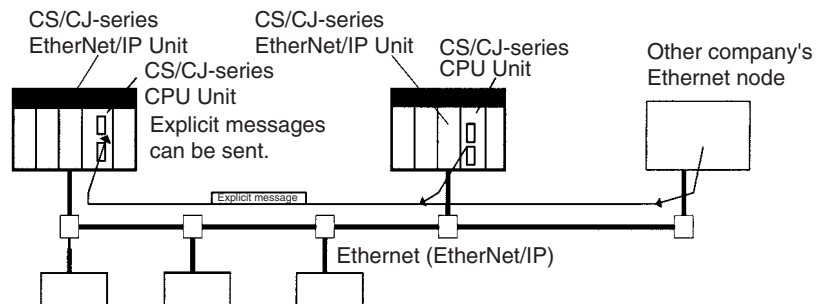 CS/CJ-series
EtherNet/IP Unit
CS/CJ-series
CPU Unit
Explicit messages
can be sent.
CS/CJ-series
EtherNet/IP Unit
CS/CJ-series
CPU Unit
Other company's
Ethernet node
Explicit message
Ethernet (EtherNet/IP)